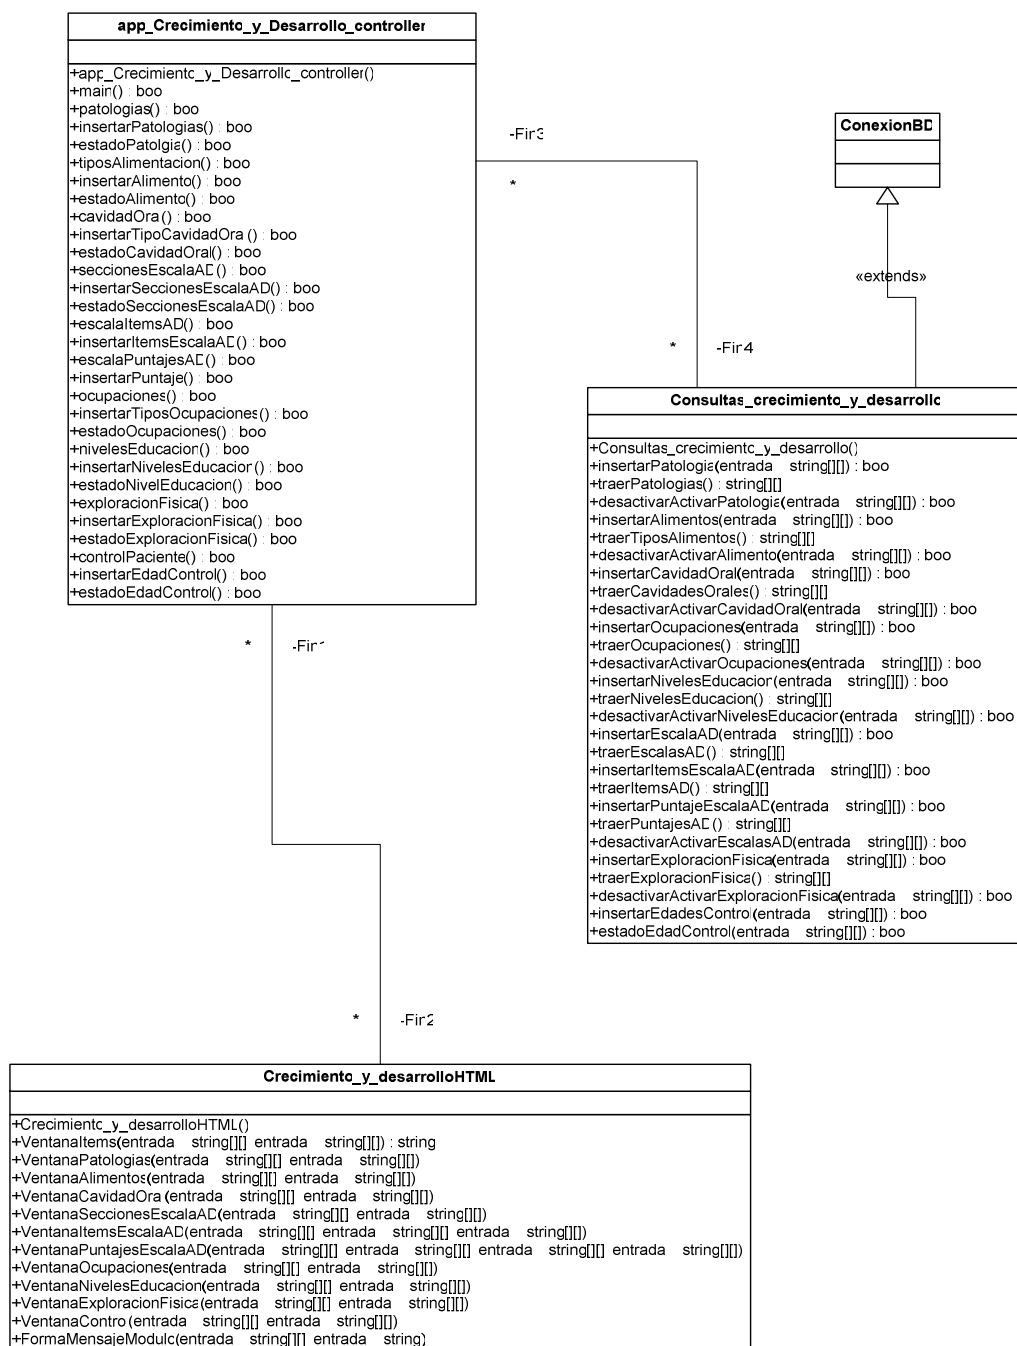 app_Crecimiento_y_Desarrollo_controller
+app_Crecimiento_y_Desarrollo_controller()
+main() : boo
+patologias() : boo
+insertarPatologias() : boo
+estadoPatolgia() : boo
+tiposAlimentacion() : boo
+insertarAlimento() : boo
+estadoAlimento() : boo
+cavidadOra() : boo
+insertarTipoCavidadOra() : boo
+estadoCavidadOral() : boo
+seccionesEscalaAD() : boo
+insertarSeccionesEscalaAD() : boo
+estadoSeccionesEscalaAD() : boo
+escalaItemsAD() : boo
+insertarItemsEscalaAD() : boo
+escalaPuntajesAD() : boo
+insertarPuntaje() : boo
+ocupaciones() : boo
+insertarTiposOcupaciones() : boo
+estadoOcupaciones() : boo
+nivelesEducacion() : boo
+insertarNivelesEducacion() : boo
+estadoNivelEducacion() : boo
+exploracionFisica() : boo
+insertarExploracionFisica() : boo
+estadoExploracionFisica() : boo
+controlPaciente() : boo
+insertarEdadControl() : boo
+estadoEdadControl() : boo
-Fin3
*
ConexionBD
«extends»
* -Fin4
Consultas_crecimiento_y_desarrollo
+Consultas_crecimiento_y_desarrollo()
+insertarPatologia(entrada string[][]) : boo
+traerPatologias() : string[][]
+desactivarActivarPatologia(entrada string[][]) : boo
+insertarAlimentos(entrada string[][]) : boo
+traerTiposAlimentos() : string[][]
+desactivarActivarAlimento(entrada string[][]) : boo
+insertarCavidadOral(entrada string[][]) : boo
+traerCavidadesOrales() : string[][]
+desactivarActivarCavidadOral(entrada string[][]) : boo
+insertarOcupaciones(entrada string[][]) : boo
+traerOcupaciones() : string[][]
+desactivarActivarOcupaciones(entrada string[][]) : boo
+insertarNivelesEducacion(entrada string[][]) : boo
+traerNivelesEducacion() : string[][]
+desactivarActivarNivelesEducacion(entrada string[][]) : boo
+insertarEscalaAD(entrada string[][]) : boo
+traerEscalasAD() : string[][]
+insertarItemsEscalaAD(entrada string[][]) : boo
+traerItemsAD() : string[][]
+insertarPuntajeEscalaAD(entrada string[][]) : boo
+traerPuntajesAD() : string[][]
+desactivarActivarEscalasAD(entrada string[][]) : boo
+insertarExploracionFisica(entrada string[][]) : boo
+traerExploracionFisica() : string[][]
+desactivarActivarExploracionFisica(entrada string[][]) : boo
+insertarEdadesControl(entrada string[][]) : boo
+estadoEdadControl(entrada string[][]) : boo
* -Fin1
* -Fin2
Crecimiento_y_desarrolloHTML
+Crecimiento_y_desarrolloHTML()
+VentanaItems(entrada string[][] entrada string[][]) : string
+VentanaPatologias(entrada string[][] entrada string[][])
+VentanaAlimentos(entrada string[][] entrada string[][])
+VentanaCavidadOra(entrada string[][] entrada string[][])
+VentanaSeccionesEscalaAD(entrada string[][] entrada string[][])
+VentanaItemsEscalaAD(entrada string[][] entrada string[][] entrada string[][])
+VentanaPuntajesEscalaAD(entrada string[][] entrada string[][] entrada string[][] entrada string[][])
+VentanaOcupaciones(entrada string[][] entrada string[][])
+VentanaNivelesEducacion(entrada string[][] entrada string[][])
+VentanaExploracionFisica(entrada string[][] entrada string[][])
+VentanaContro(entrada string[][] entrada string[][])
+FormaMensajeModulo(entrada string[][] entrada string)